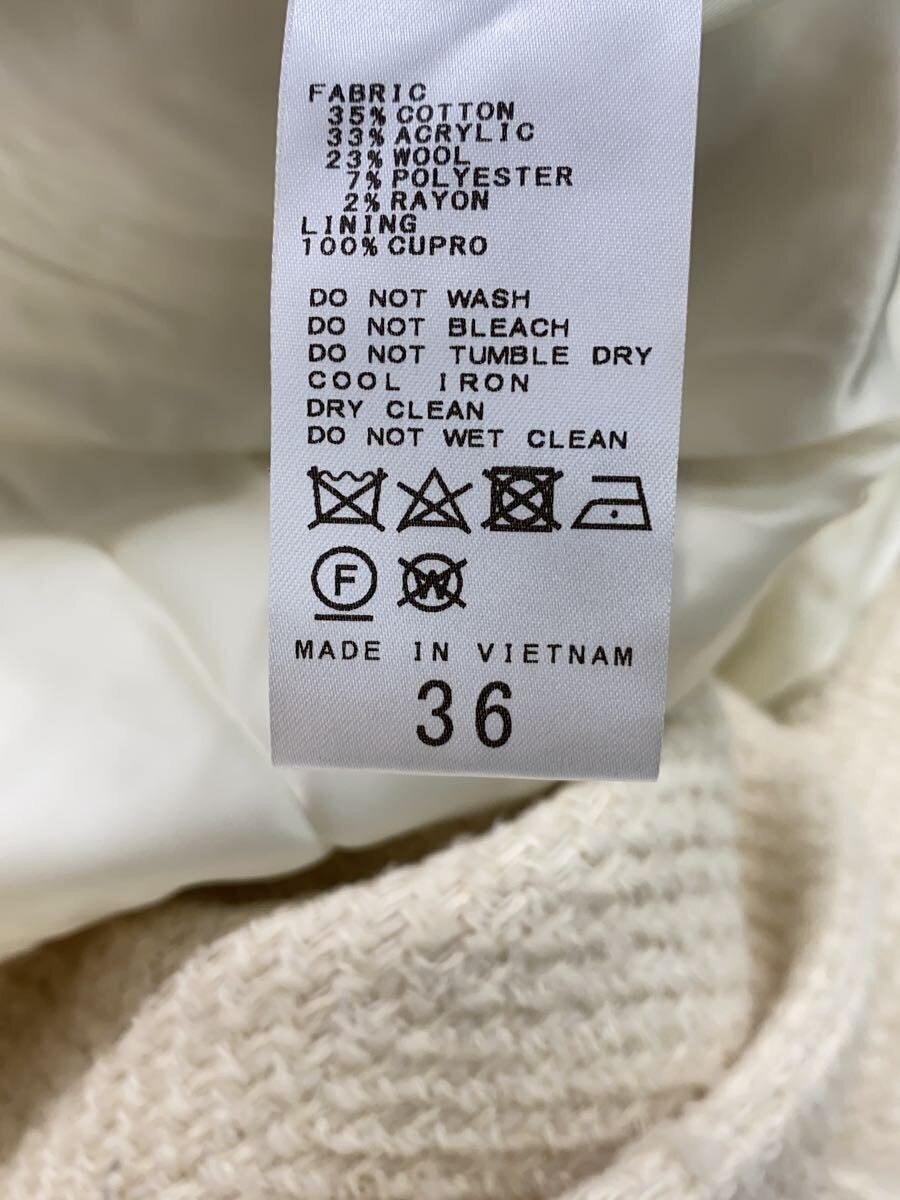 FABRIC
35% COTTON
33% ACRYLIC
23% WOOL
7% POLYESTER
2% RAYON
LINING
100% CUPRO
DO NOT WASH
DO NOT BLEACH
DO NOT TUMBLE DRY
COOL IRON
DRY CLEAN
DO NOT WET CLEAN
F W
MADE IN VIETNAM
36